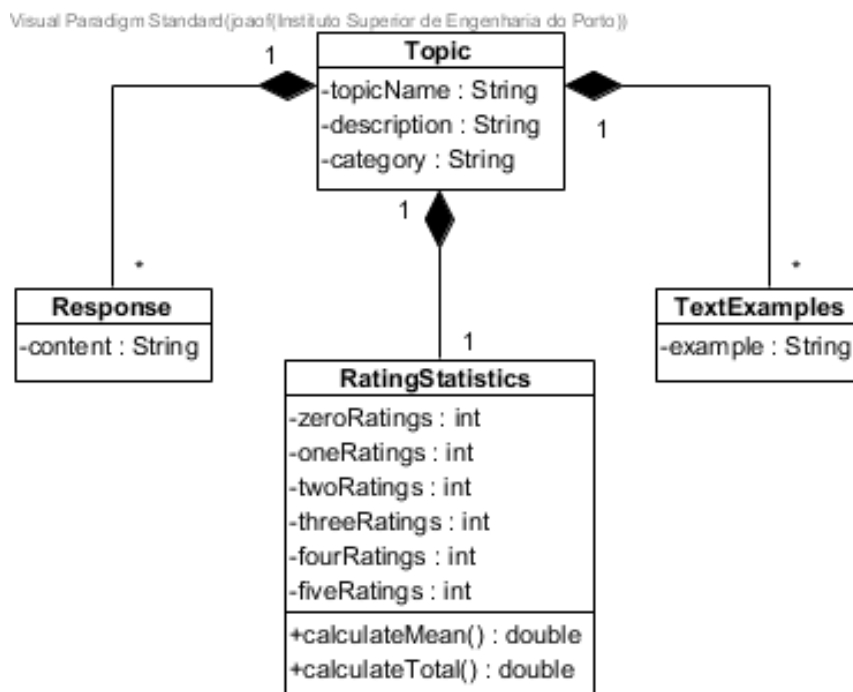 Visual Paradigm Standard(joaof(Instituto Superior de Engenharia do Porto))
Topic
-topicName : String
-description : String
-category : String
1
1
1
*
*
1
Response
-content : String
TextExamples
-example : String
RatingStatistics
-zeroRatings : int
-oneRatings : int
-twoRatings : int
-threeRatings : int
-fourRatings : int
-fiveRatings : int
+calculateMean() : double
+calculateTotal() : double